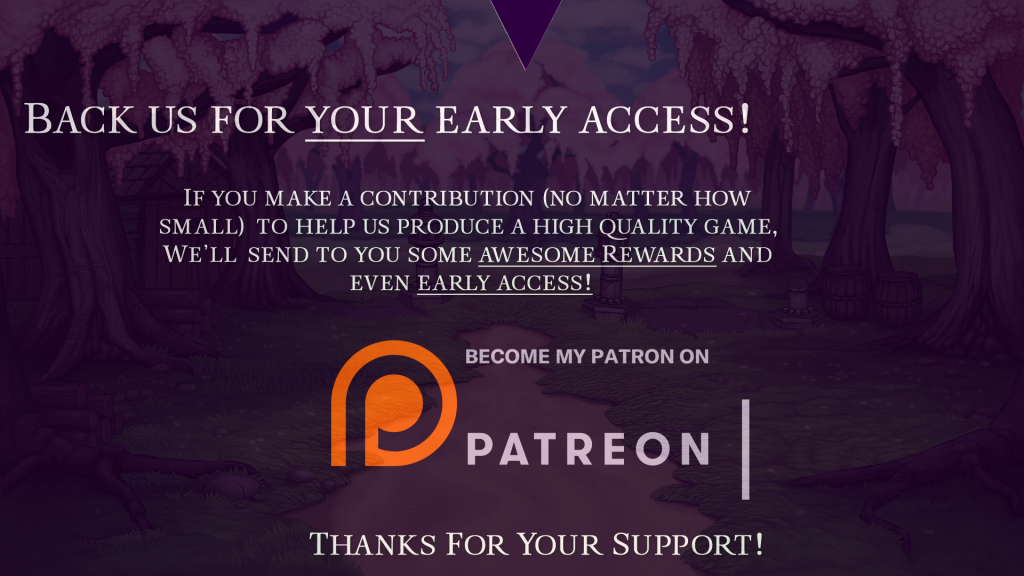 Back us for your early access!
If you make a contribution (no matter how
small) to help us produce a high quality game,
We'll send to you some awesome Rewards and
even early access!
BECOME MY PATRON ON
PATREON
Thanks For Your Support!